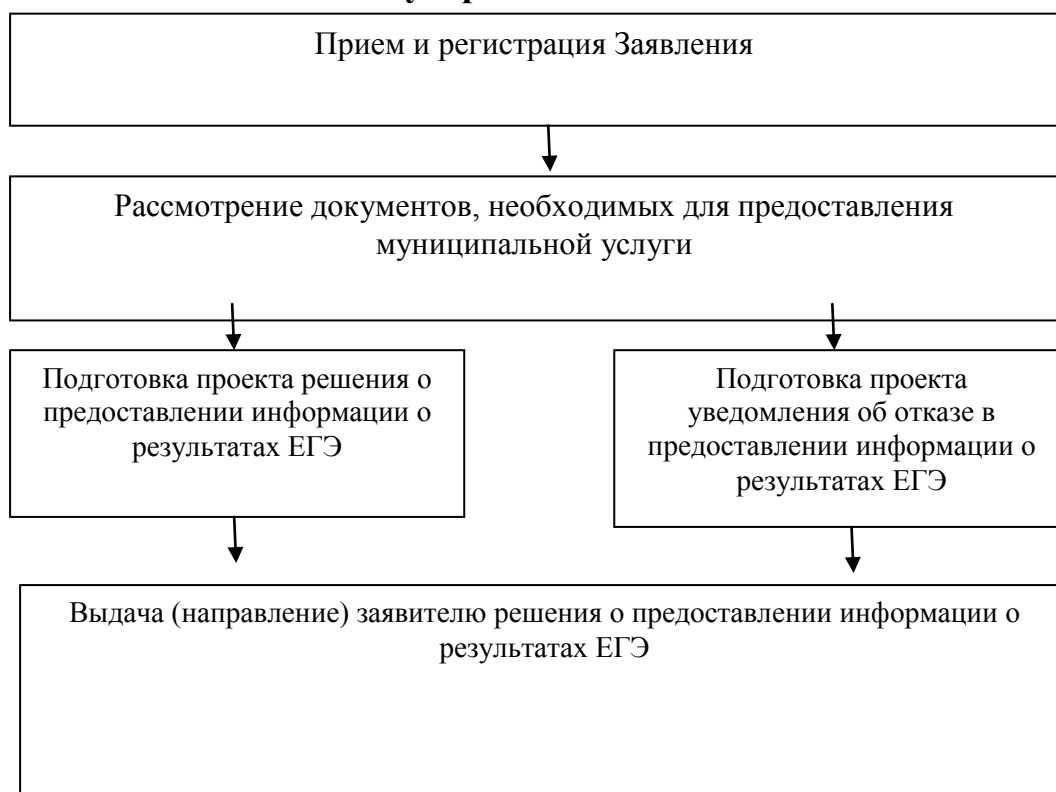 Прием и регистрация Заявления
Рассмотрение документов, необходимых для предоставления
муниципальной услуги
Подготовка проекта решения о
предоставлении информации о
результатах ЕГЭ
Подготовка проекта
уведомления об отказе в
предоставлении информации о
результатах ЕГЭ
Выдача (направление) заявителю решения о предоставлении информации о
результатах ЕГЭ